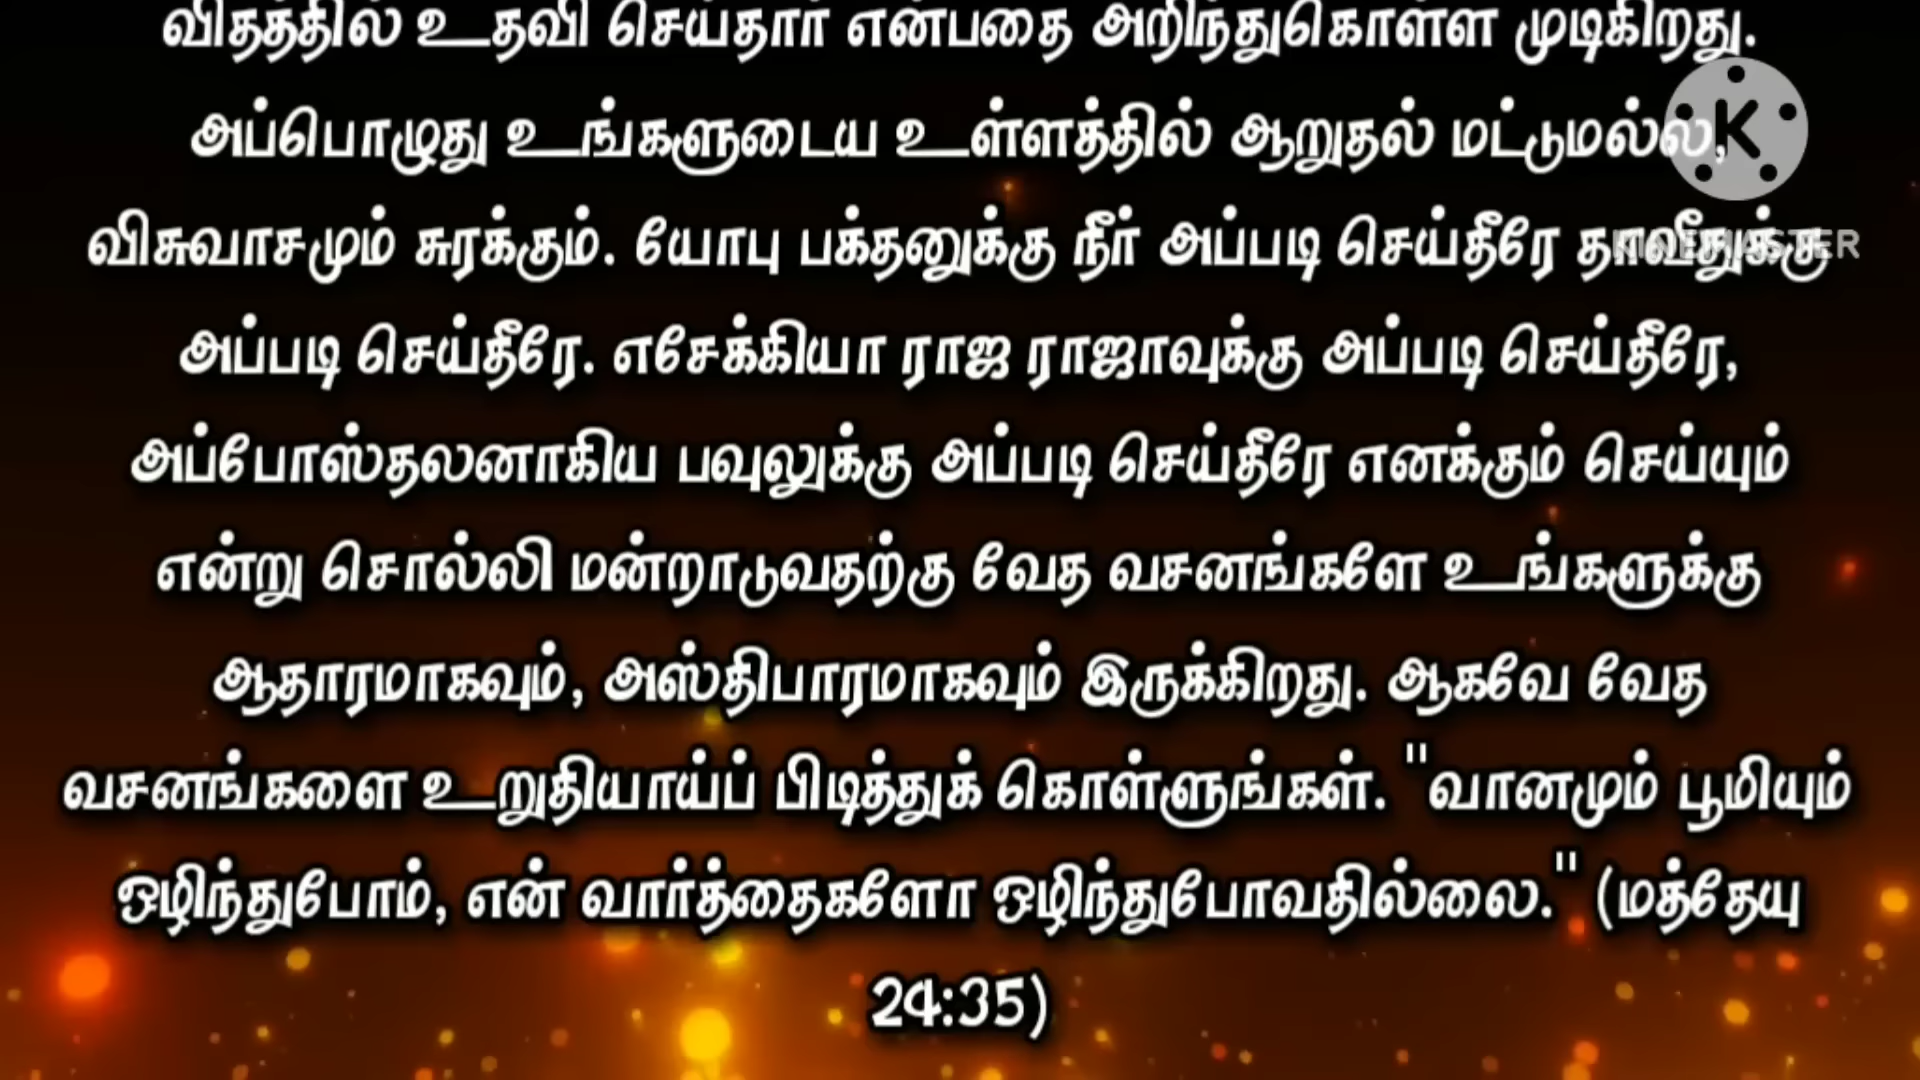 விதத்தில் உதவி செய்தார் என்பதை அறிந்துகொள்ள முடிகிறது.
அப்பொழுது உங்களுடைய உள்ளத்தில் ஆறுதல் மட்டுமல்ல,
விசுவாசமும் சுரக்கும். யோபு பக்தனுக்கு நீர் அப்படி செய்தீரே தாவீதுக்கு
அப்படி செய்தீரே. எசேக்கியா ராஜ ராஜாவுக்கு அப்படி செய்தீரே,
அப்போஸ்தலனாகிய பவுலுக்கு அப்படி செய்தீரே எனக்கும் செய்யும்
என்று சொல்லி மன்றாடுவதற்கு வேத வசனங்களே உங்களுக்கு
ஆதாரமாகவும், அஸ்திபாரமாகவும் இருக்கிறது. ஆகவே வேத
வசனங்களை உறுதியாய்ப் பிடித்துக் கொள்ளுங்கள். "வானமும் பூமியும்
ஒழிந்துபோம், என் வார்த்தைகளோ ஒழிந்துபோவதில்லை." (மத்தேயு
24:35)
K
KINEMASTER